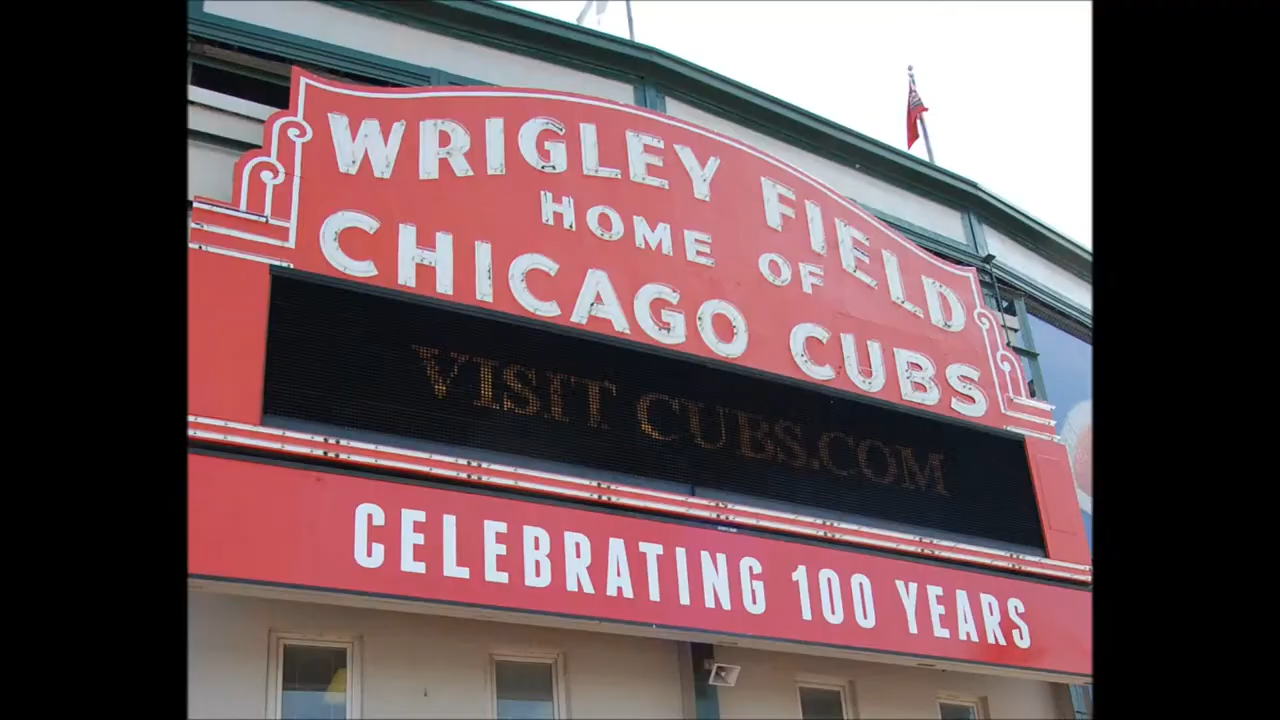 WRIGLEY FIELD
HOME OF
CHICAGO CUBS
VISIT CUBS.COM
CELEBRATING 100 YEARS